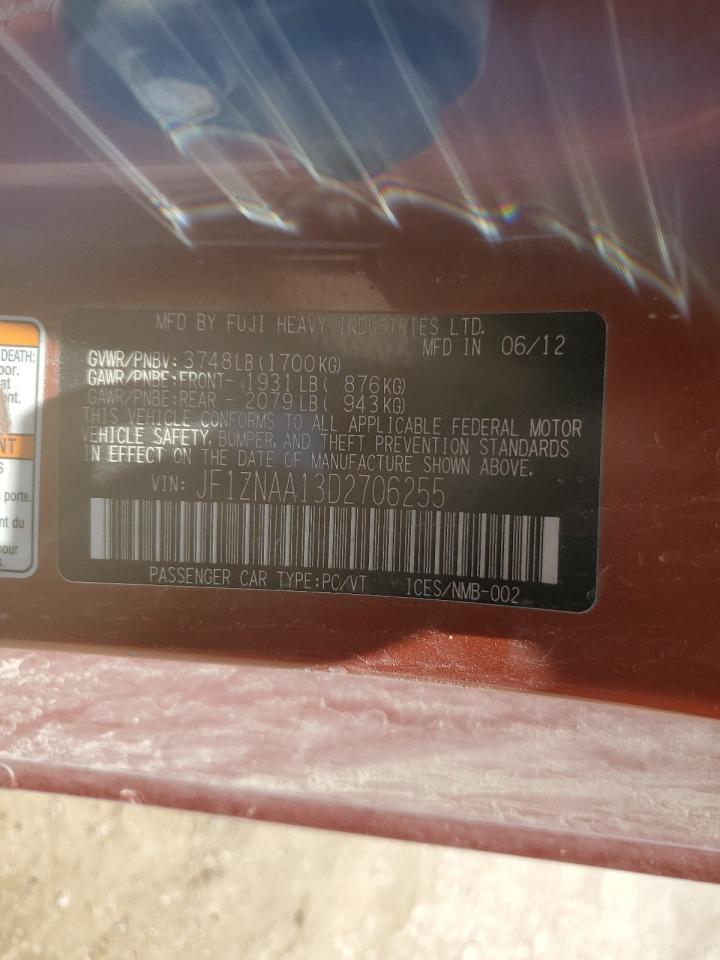 MFD BY FUJI HEAVY INDUSTRIES LTD.
MFD IN 06/12
GVWR/PNBV: 3748LB(1700KG)
GAWR/PNBE:FRONT- 1931LB( 876KG)
GAWR/PNBE:REAR - 2079LB( 943KG)
THIS VEHICLE CONFORMS TO ALL APPLICABLE FEDERAL MOTOR
VEHICLE SAFETY, BUMPER, AND THEFT PREVENTION STANDARDS
IN EFFECT ON THE DATE OF MANUFACTURE SHOWN ABOVE.
VIN: JF1ZNAA13D2706255
PASSENGER CAR TYPE:PC/VT ICES/NMB-002
DEATH:
porte.
du
pour